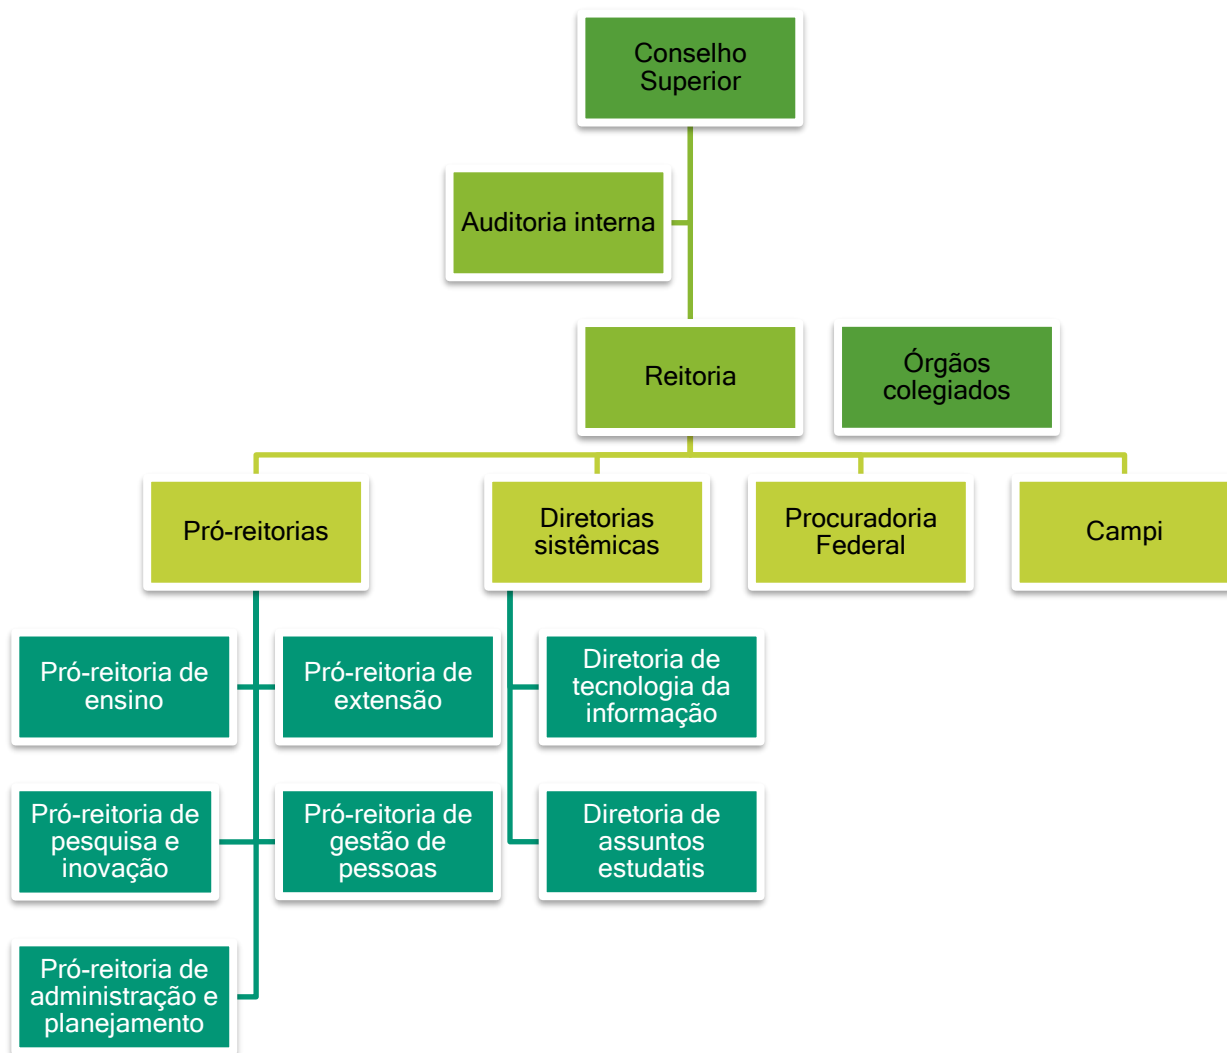 Conselho
Superior
Auditoria interna
Reitoria
Órgãos
colegiados
Pró-reitorias
Diretorias
sistêmicas
Procuradoria
Federal
Campi
Pró-reitoria de
ensino
Pró-reitoria de
extensão
Diretoria de
tecnologia da
informação
Pró-reitoria de
pesquisa e
inovação
Pró-reitoria de
gestão de
pessoas
Diretoria de
assuntos
estudatis
Pró-reitoria de
administração e
planejamento